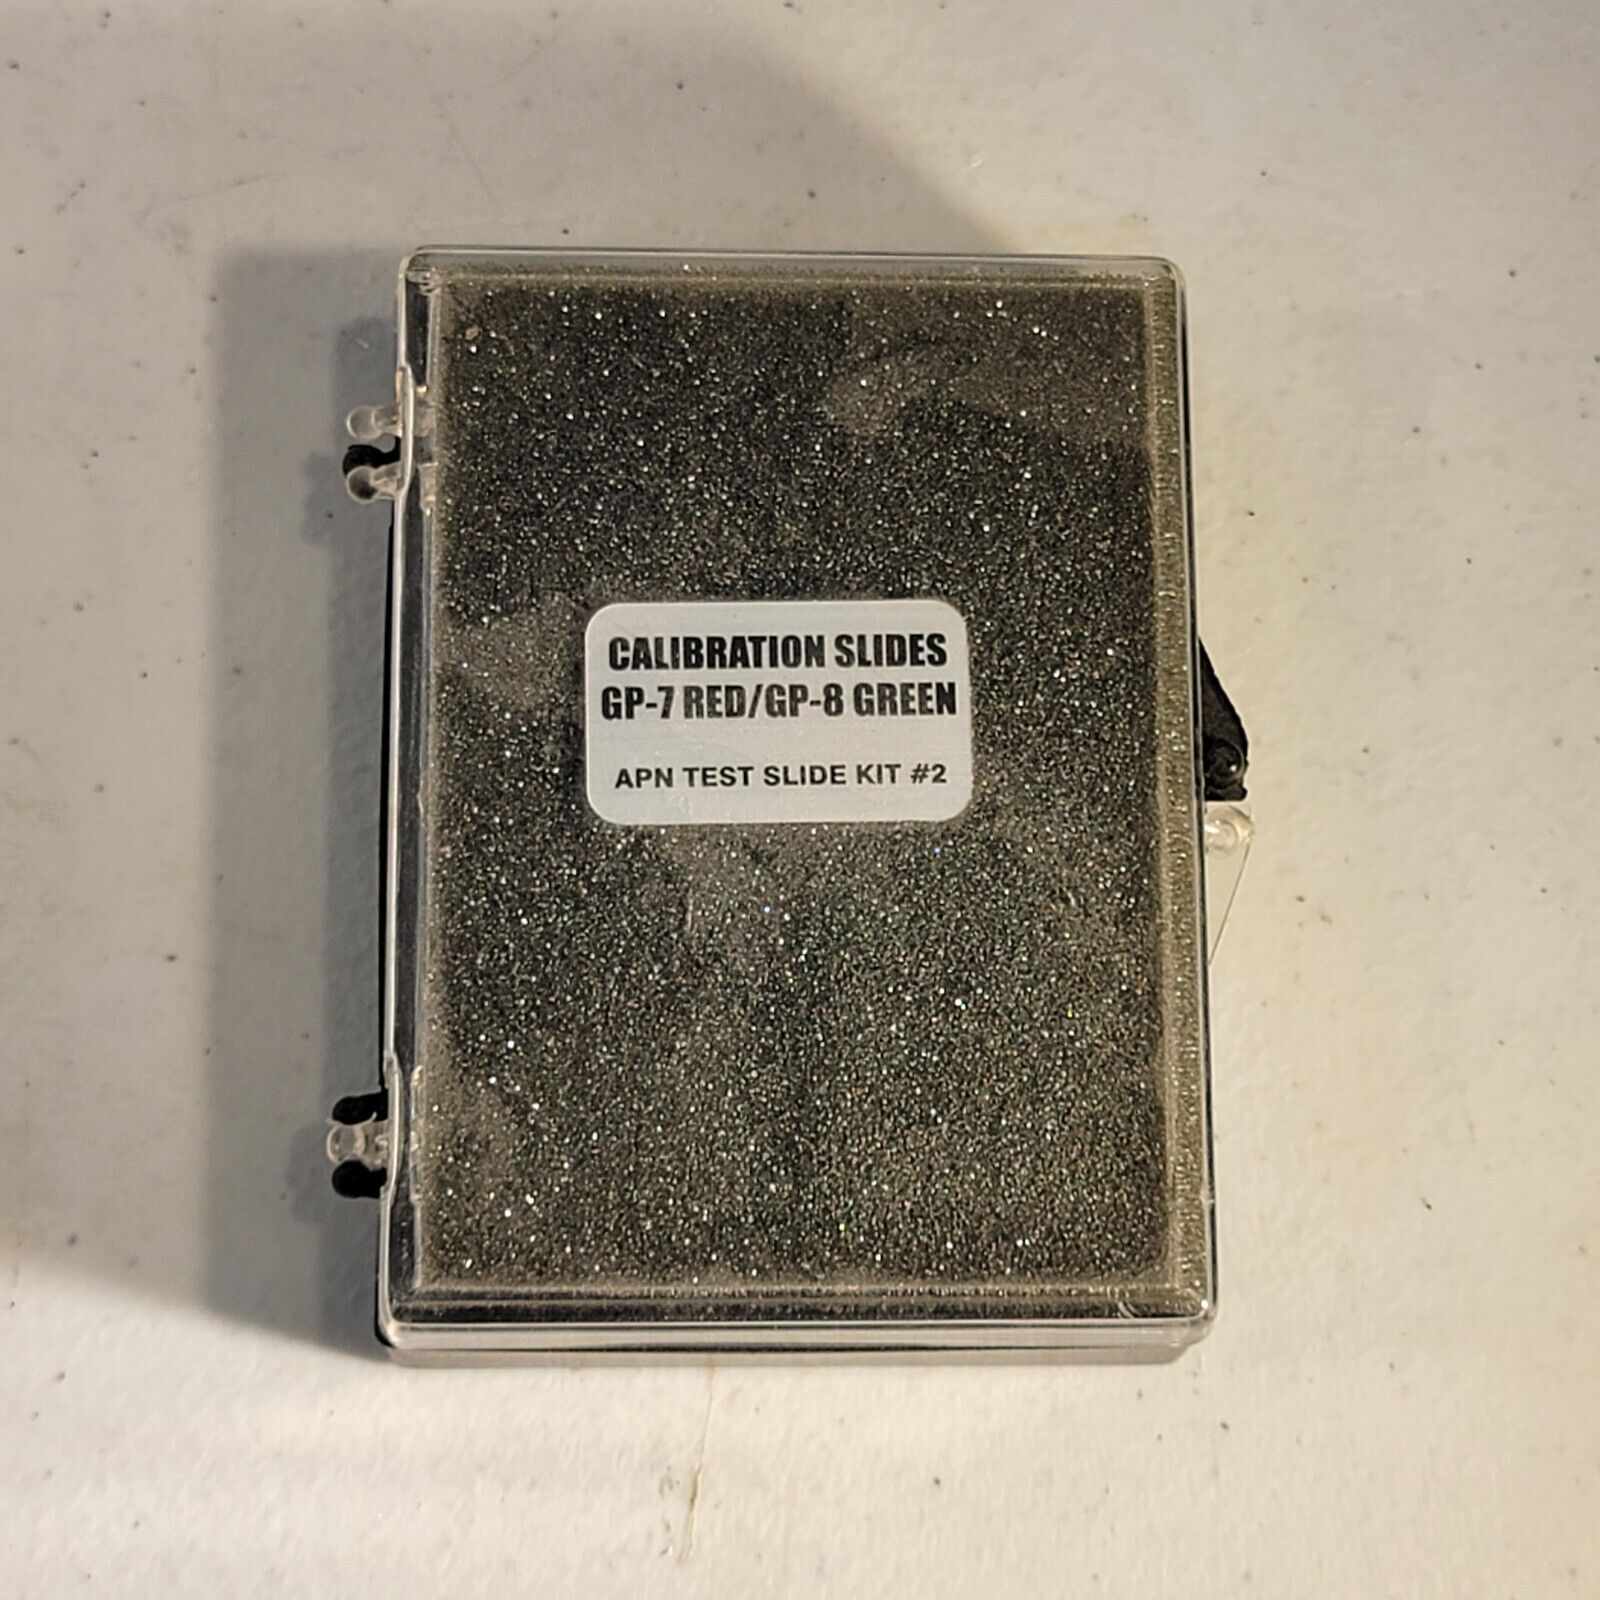 CALIBRATION SLIDES
GP-7 RED/GP-8 GREEN
APN TEST SLIDE KIT #2